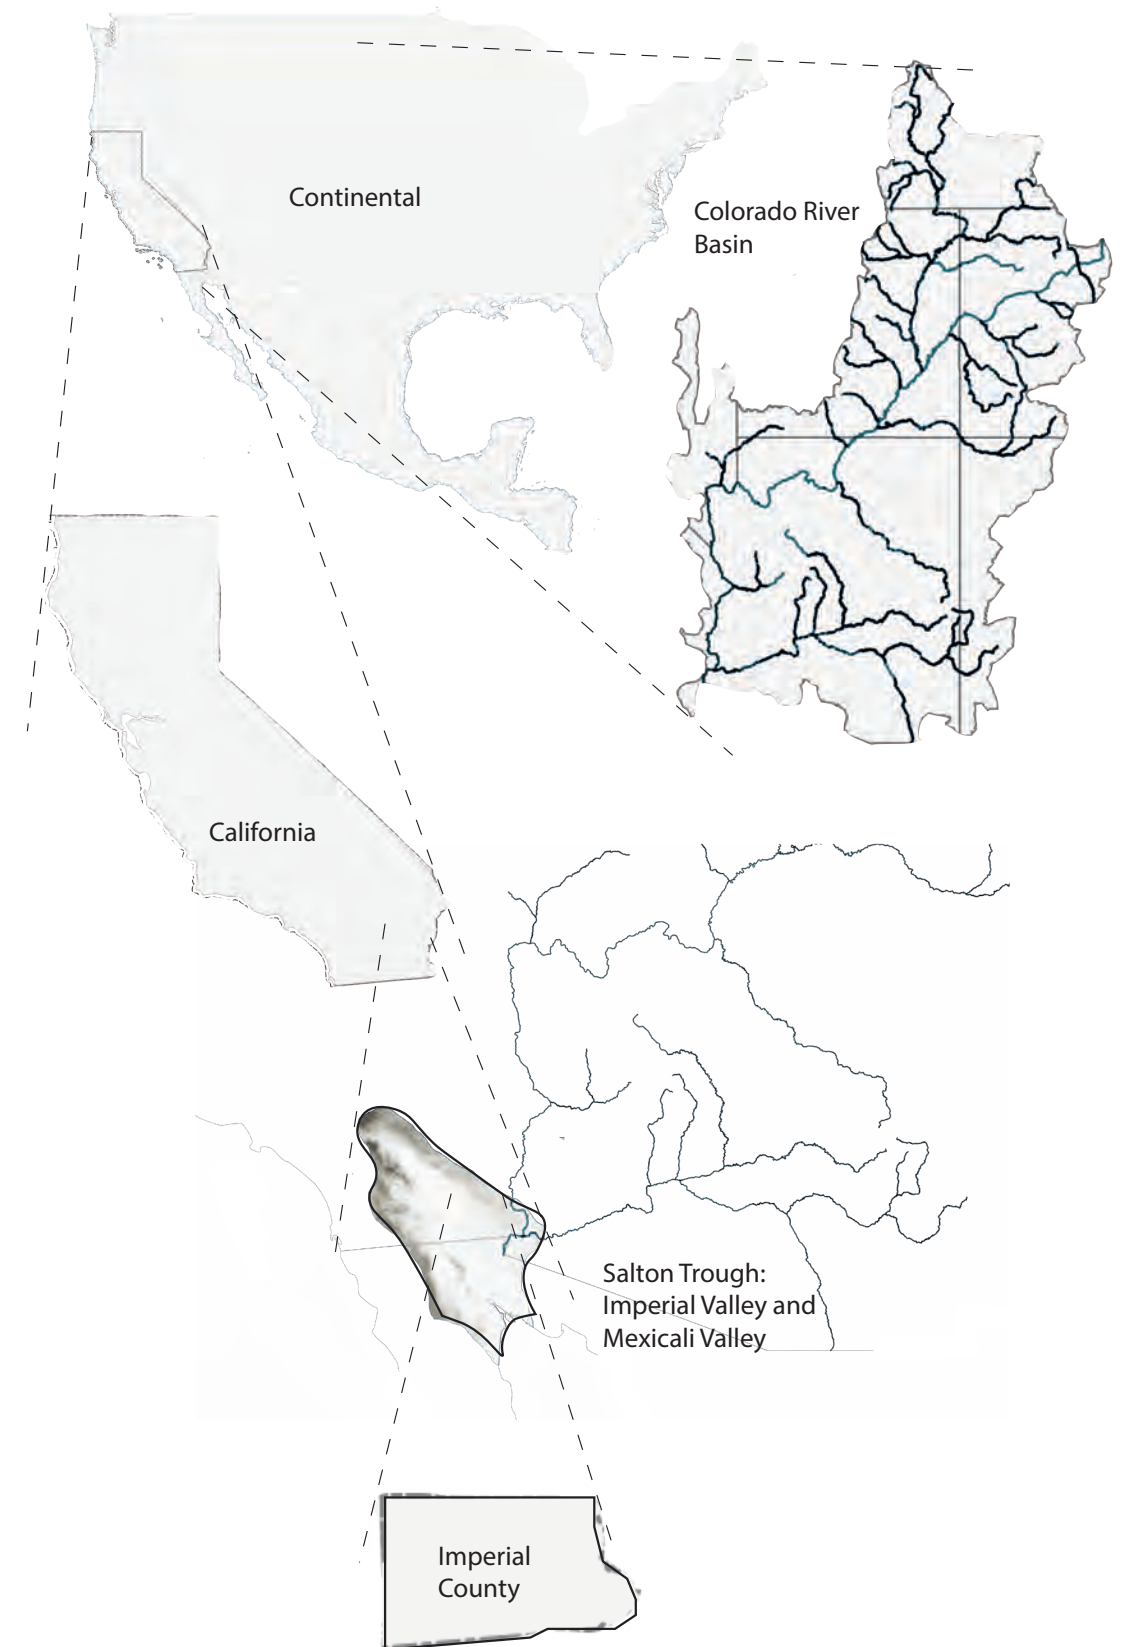 Continental
Colorado River
Basin
California
Salton Trough:
Imperial Valley and
Mexicali Valley
Imperial
County